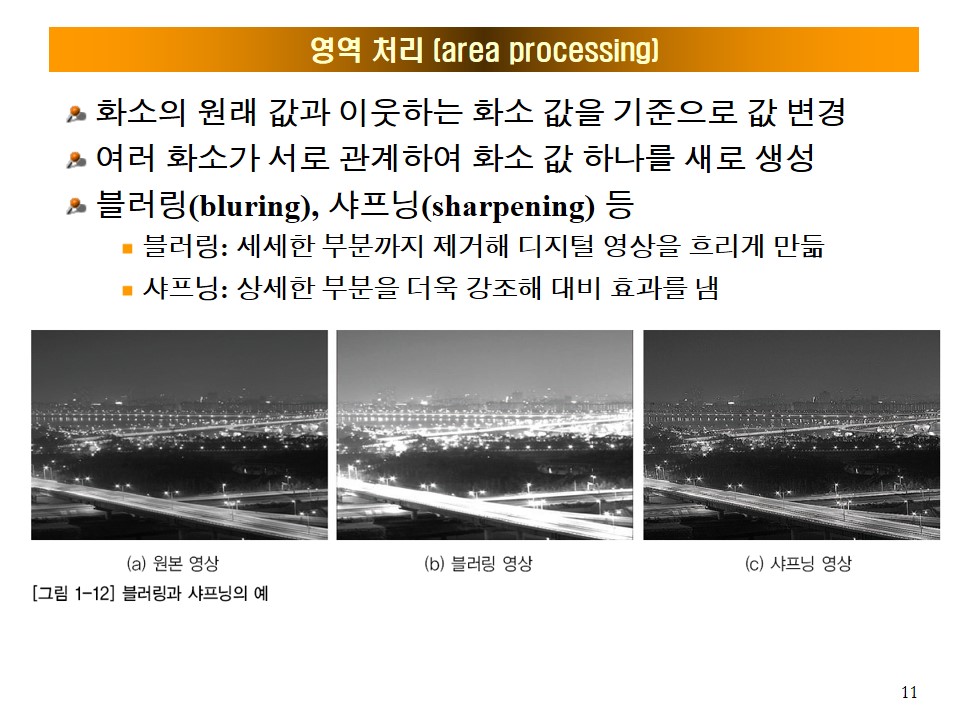 영역 처리 (area processing)
화소의 원래 값과 이웃하는 화소 값을 기준으로 값 변경
여러 화소가 서로 관계하여 화소 값 하나를 새로 생성
블러링(bluring), 샤프닝(sharpening) 등
블러링: 세세한 부분까지 제거해 디지털 영상을 흐리게 만듦
샤프닝: 상세한 부분을 더욱 강조해 대비 효과를 냄
(a) 원본 영상
(b) 블러링 영상
(c) 샤프닝 영상
[그림 1-12] 블러링과 샤프닝의 예
11